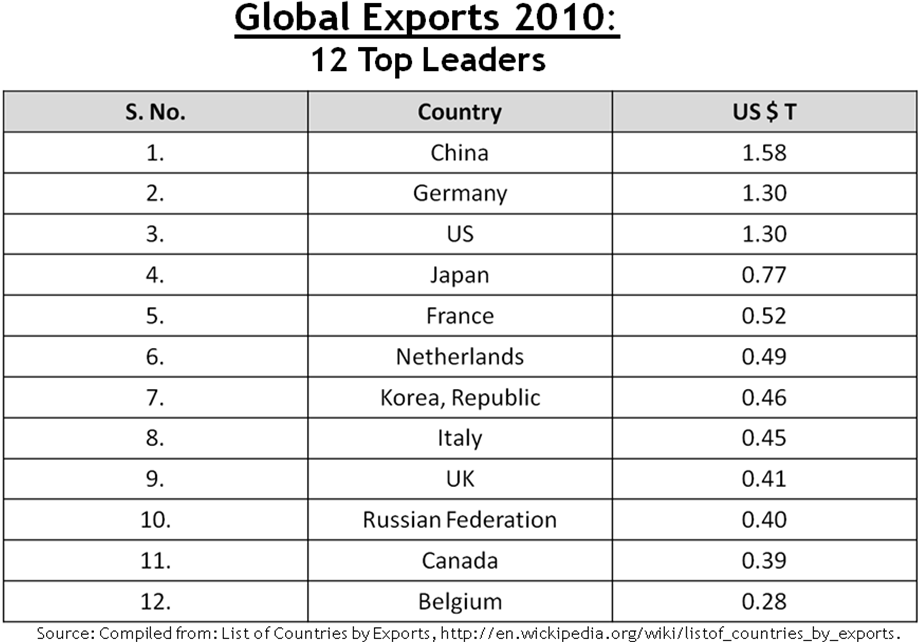 Global Exports 2010:
12 Top Leaders
S. No. Country US $ T
1. China 1.58
2. Germany 1.30
3. US 1.30
4. Japan 0.77
5. France 0.52
6. Netherlands 0.49
7. Korea, Republic 0.46
8. Italy 0.45
9. UK 0.41
10. Russian Federation 0.40
11. Canada 0.39
12. Belgium 0.28
Source: Compiled from: List of Countries by Exports, http://en.wickipedia.org/wiki/listof_countries_by_exports.